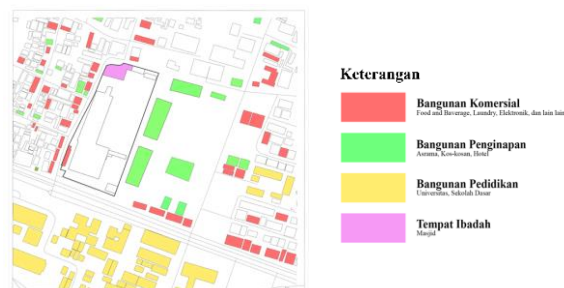 Keterangan
Bangunan Komersial
Food and Baverage, Laundry, Elektronik, dan lain lain
Bangunan Penginapan
Asrama, Kos-kosan, Hotel
Bangunan Pedidikan
Universitas, Sekolah Dasar
Tempat Ibadah
Masjid